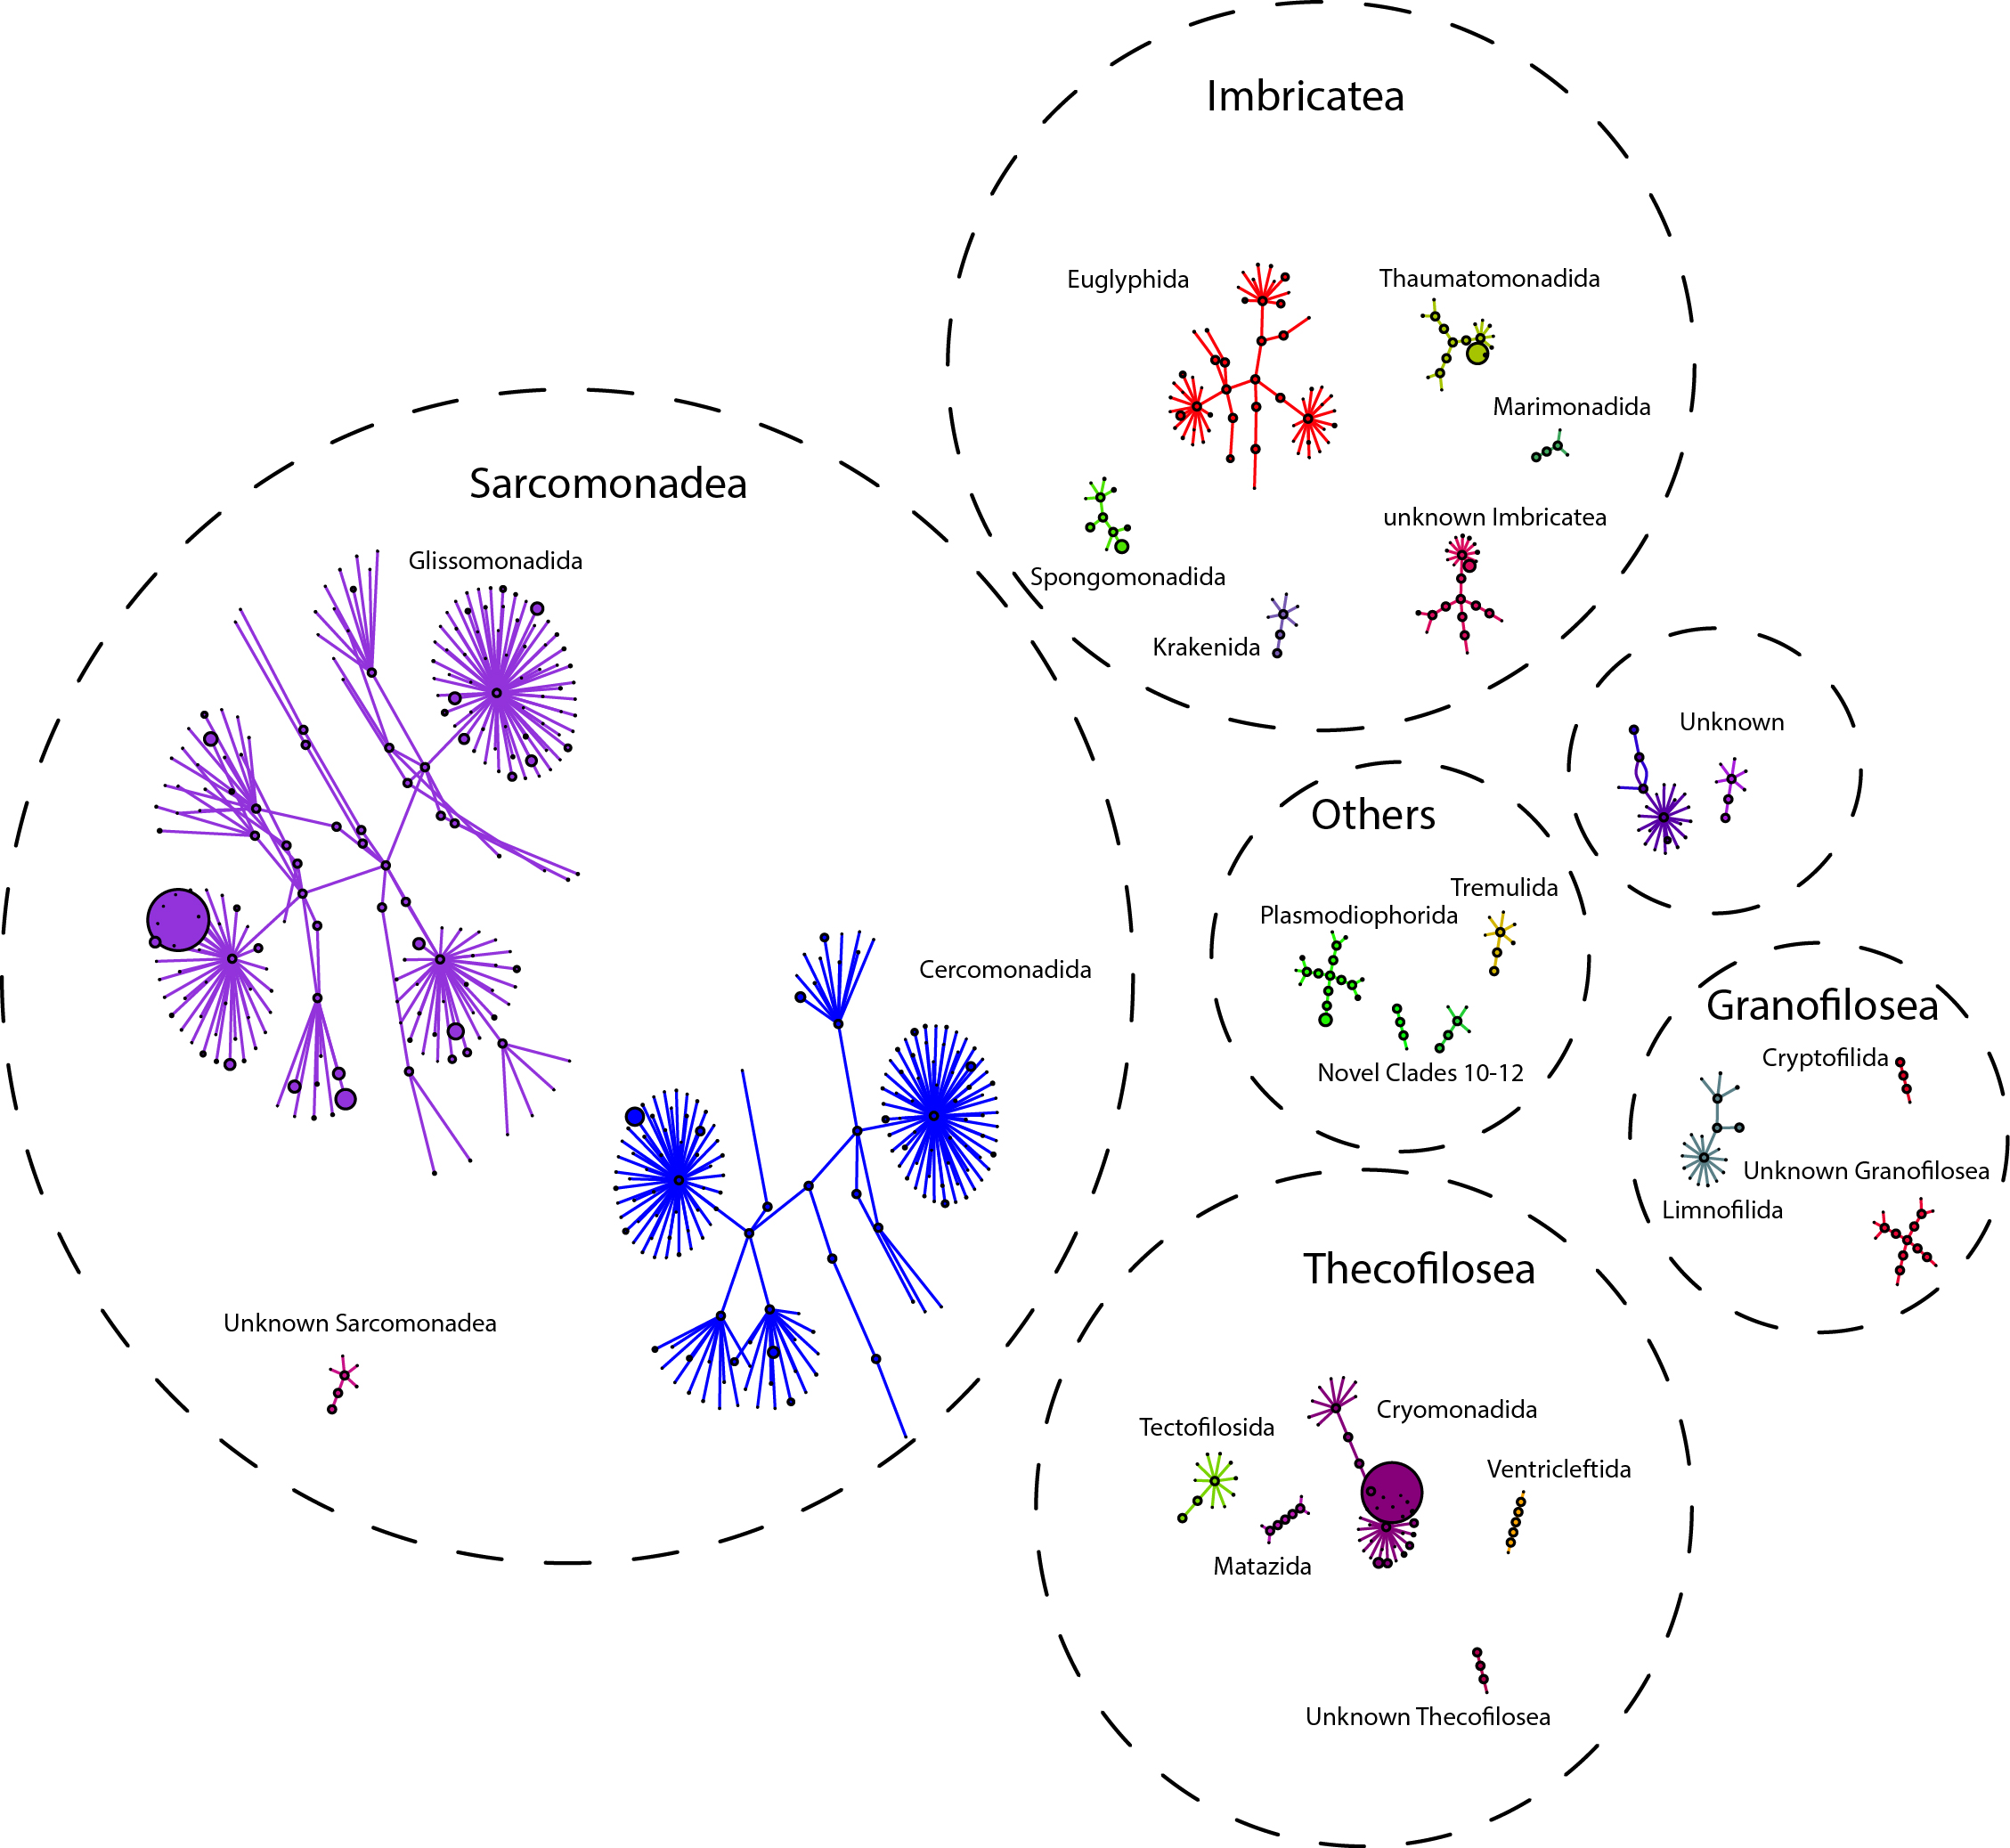 Imbricatea
Euglyphida
Thaumatomonadida
Marimonadida
unknown Imbricatea
Spongomonadida
Krakenida
Sarcomonadea
Glissomonadida
Cercomonadida
Unknown Sarcomonadea
Unknown
Others
Tremulida
Plasmodiophorida
Novel Clades 10-12
Granofilosea
Cryptofilida
Unknown Granofilosea
Limnofilida
Thecofilosea
Cryomonadida
Tectofilosida
Ventricleftida
Matazida
Unknown Thecofilosea